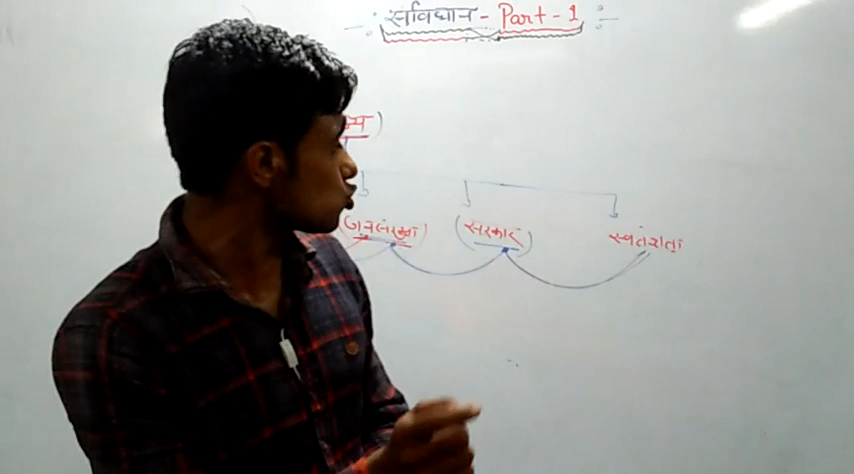 संविधान - Part - 1
(जनसंख्या) (सरकार) स्वतंत्रता